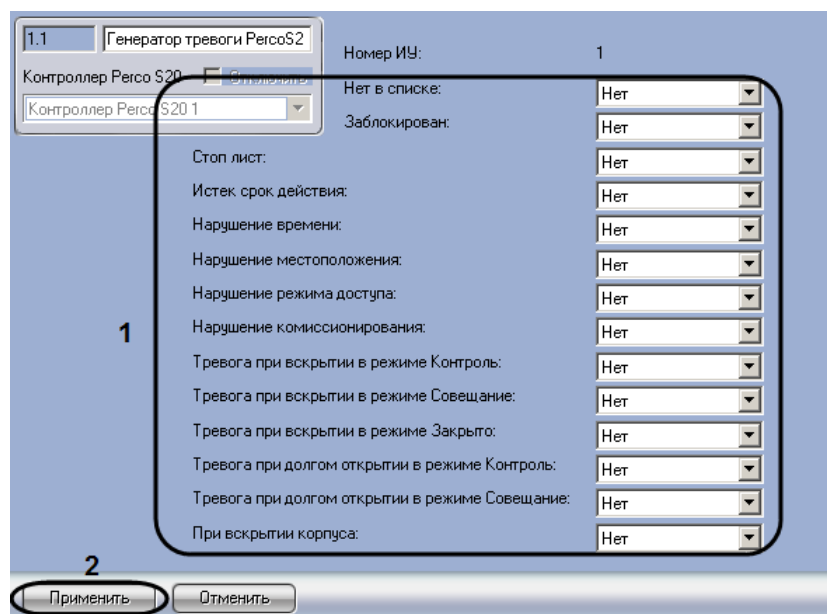 1.1 Генератор тревоги PercoS2
Номер ИУ: 1
Контроллер Perco S20 Отключить
Контроллер Perco S20 1
Нет в списке: Нет
Заблокирован: Нет
Стоп лист: Нет
Истек срок действия: Нет
Нарушение времени: Нет
Нарушение местоположения: Нет
Нарушение режима доступа: Нет
1
Нарушение комиссионирования: Нет
Тревога при вскрытии в режиме Контроль: Нет
Тревога при вскрытии в режиме Совещание: Нет
Тревога при вскрытии в режиме Закрыто: Нет
Тревога при долгом открытии в режиме Контроль: Нет
Тревога при долгом открытии в режиме Совещание: Нет
При вскрытии корпуса: Нет
2
Применить Отменить